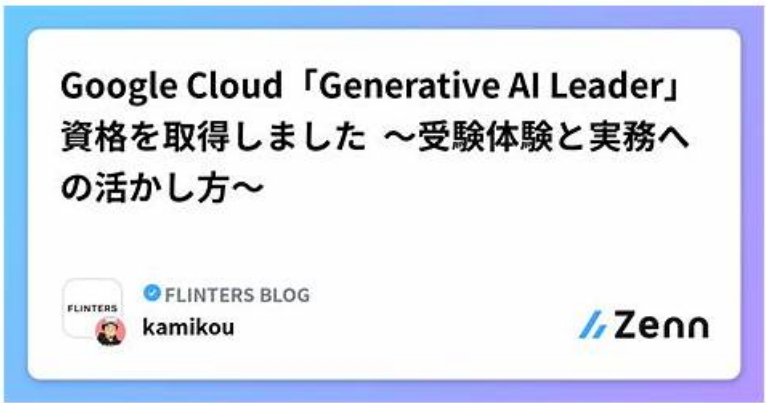 Google Cloud「Generative AI Leader」
資格を取得しました ～受験体験と実務へ
の活かし方～
FLINTERS
FLINTERS BLOG
kamikou
Zenn